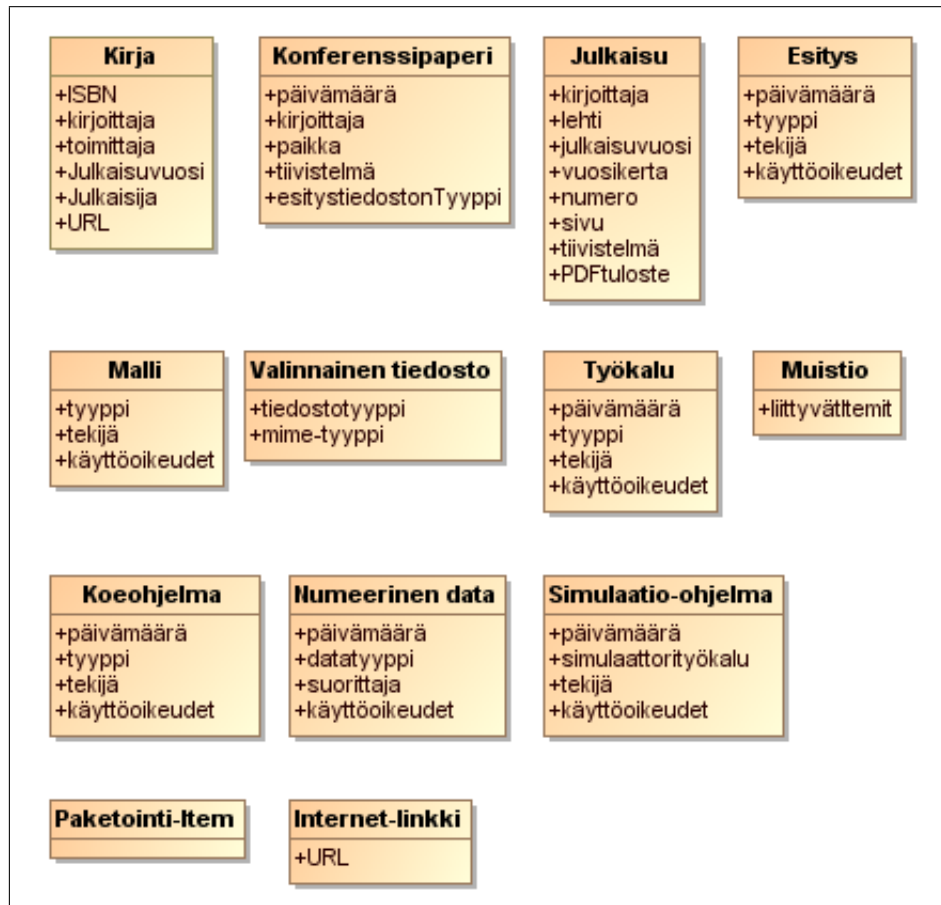 Kirja
+ISBN
+kirjoittaja
+toimittaja
+Julkaisuvuosi
+Julkaisija
+URL
Konferenssipaperi
+päivämäärä
+kirjoittaja
+paikka
+tiivistelmä
+esitystiedostonTyyppi
Julkaisu
+kirjoittaja
+lehti
+julkaisuvuosi
+vuosikerta
+numero
+sivu
+tiivistelmä
+PDFtuloste
Esitys
+päivämäärä
+tyyppi
+tekijä
+käyttöoikeudet
Malli
+tyyppi
+tekijä
+käyttöoikeudet
Valinnainen tiedosto
+tiedostotyyppi
+mime-tyyppi
Työkalu
+päivämäärä
+tyyppi
+tekijä
+käyttöoikeudet
Muistio
+liittyvätItemit
Koeohjelma
+päivämäärä
+tyyppi
+tekijä
+käyttöoikeudet
Numeerinen data
+päivämäärä
+datatyyppi
+suorittaja
+käyttöoikeudet
Simulaatio-ohjelma
+päivämäärä
+simulaattorityökalu
+tekijä
+käyttöoikeudet
Paketointi-Item
Internet-linkki
+URL